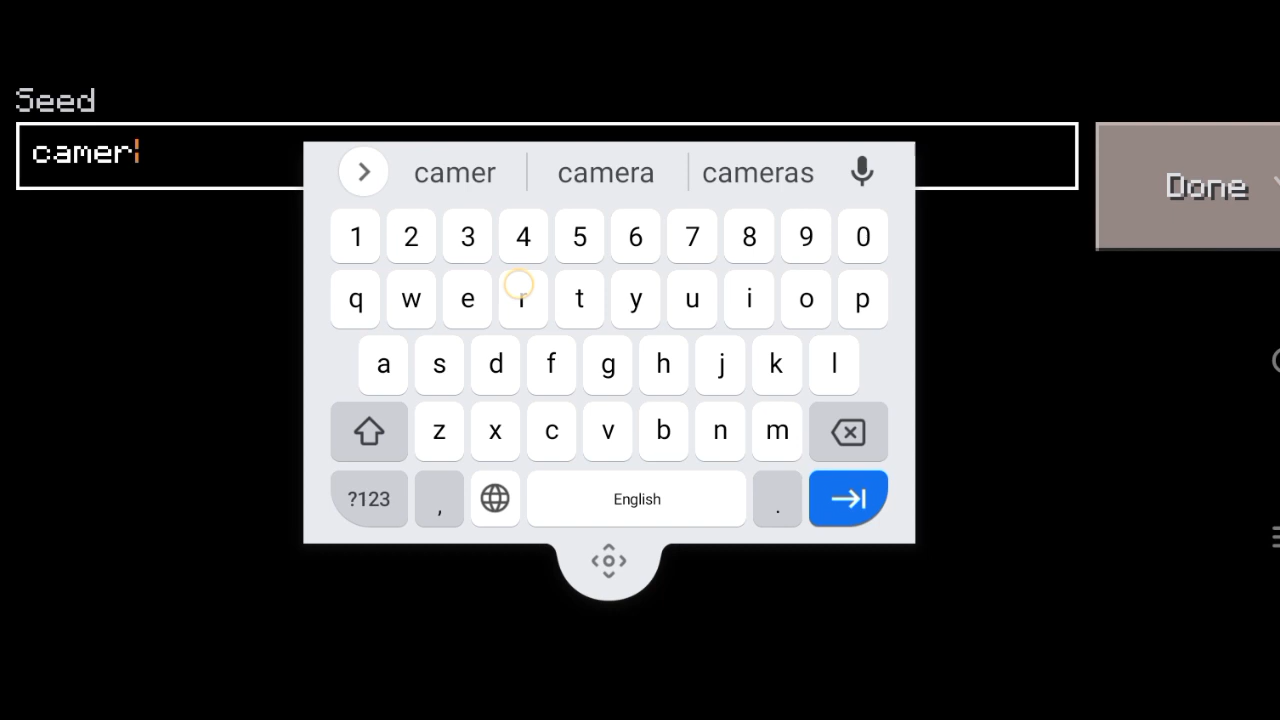 Seed
camer
Done
camer camera cameras
1 2 3 4 5 6 7 8 9 0
q w e r t y u i o p
a s d f g h j k l
z x c v b n m
?123 , English .